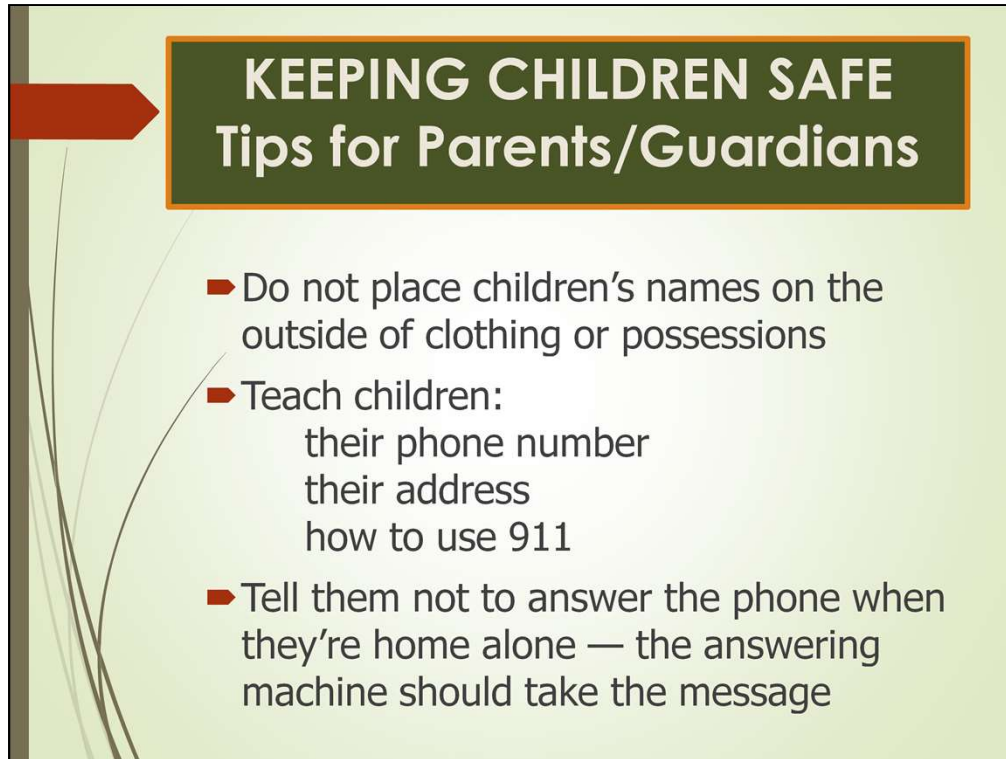 KEEPING CHILDREN SAFE
Tips for Parents/Guardians
Do not place children’s names on the
outside of clothing or possessions
Teach children:
their phone number
their address
how to use 911
Tell them not to answer the phone when
they’re home alone — the answering
machine should take the message